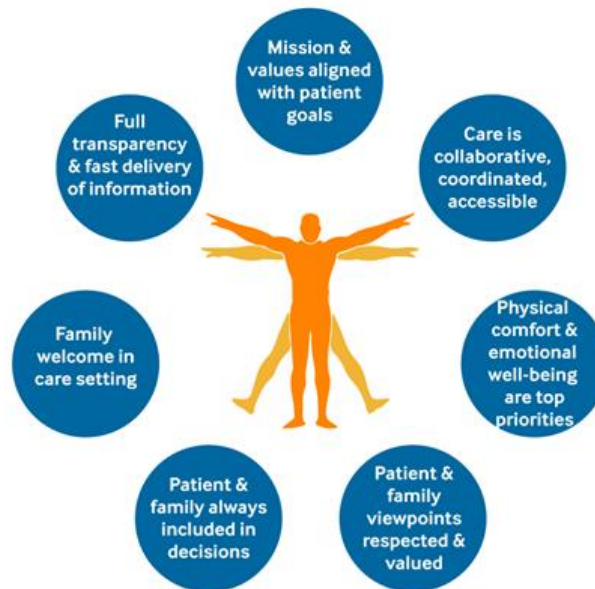 Mission &
values aligned
with patient
goals
Care is
collaborative,
coordinated,
accessible
Physical
comfort &
emotional
well-being
are top
priorities
Patient &
family
viewpoints
respected &
valued
Patient &
family always
included in
decisions
Family
welcome in
care setting
Full
transparency
& fast delivery
of information